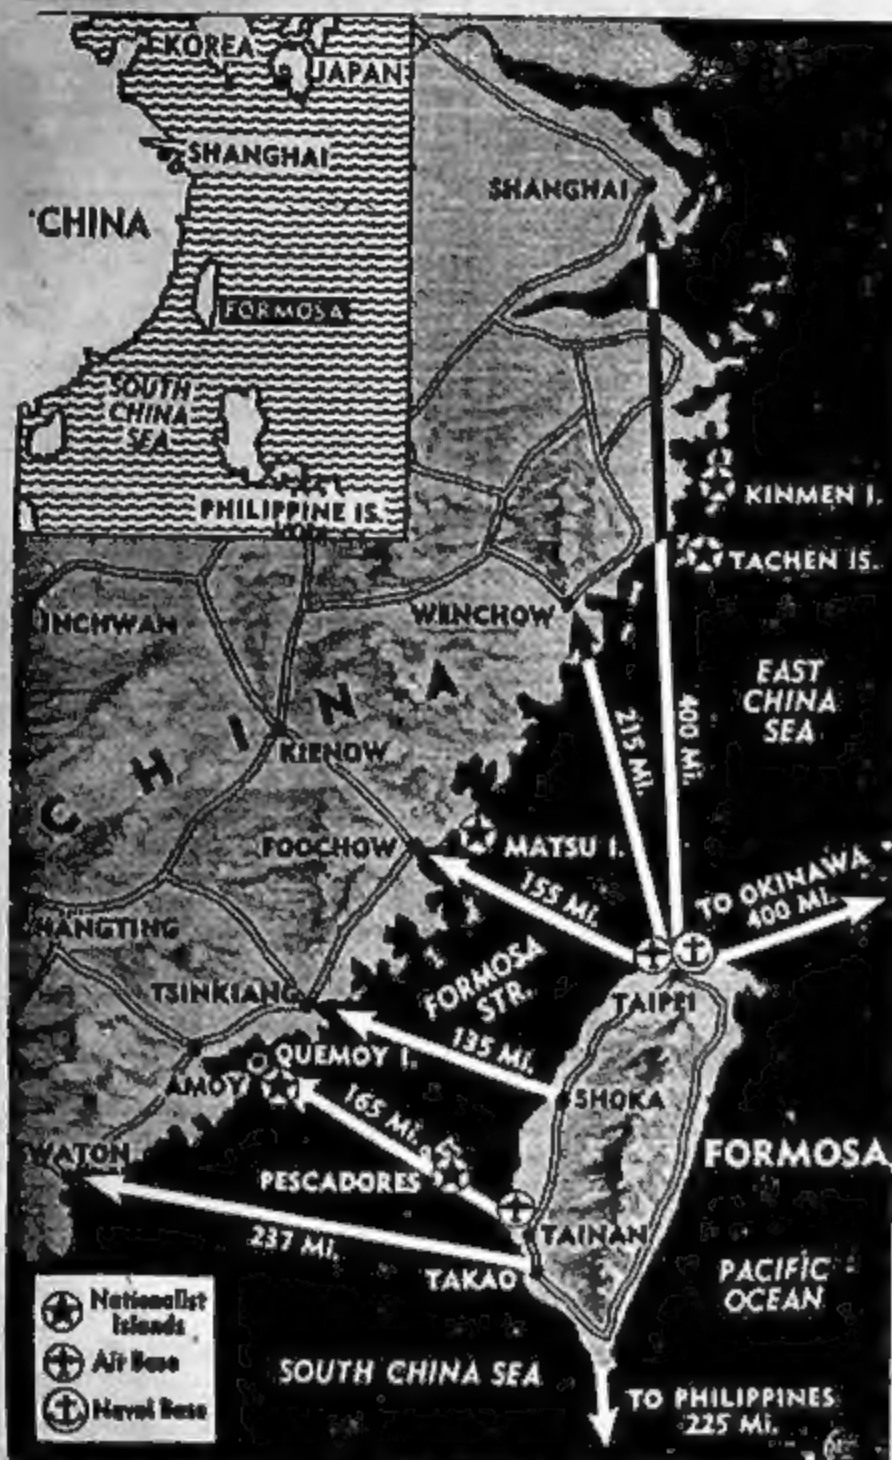 KOREA
JAPAN
SHANGHAI
CHINA
FORMOSA
SOUTH
CHINA
SEA
PHILIPPINE IS.
SHANGHAI
KINMEN I.
TACHEN IS.
WENCHOW
INCHWAN
EAST
CHINA
SEA
215 Mi.
400 Mi.
CHINA
KIENOW
FOOCHOW
MATSU I.
155 Mi.
TO OKINAWA
400 Mi.
HANGTING
TSINKIANG
FORMOSA
STR.
TAIPEI
135 Mi.
QUEMOY I.
AMOY
165 Mi.
SHOKA
WATON
PESCADORES
FORMOSA
237 Mi.
TAINAN
TAKAO
PACIFIC
OCEAN
Nationalist
Islands
Air Base
Naval Base
SOUTH CHINA SEA
TO PHILIPPINES
225 Mi.